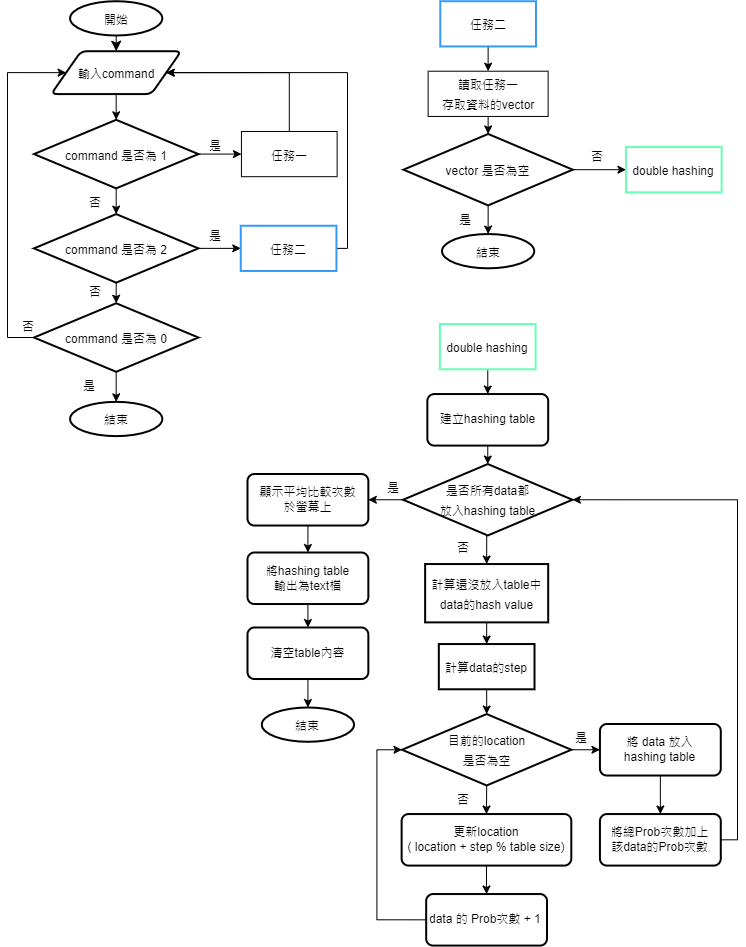 開始
輸入command
command 是否為 1
是
任務一
否
command 是否為 2
是
任務二
否
command 是否為 0
否
是
結束
任務二
讀取任務一
存取資料的vector
vector 是否為空
否
double hashing
是
結束
double hashing
建立hashing table
是否所有data都
放入hashing table
是
顯示平均比較次數
於螢幕上
將hashing table
輸出為text檔
清空table內容
結束
否
計算還沒放入table中
data的hash value
計算data的step
目前的location
是否為空
是
將 data 放入
hashing table
將總Prob次數加上
該data的Prob次數
否
更新location
( location + step % table size)
data 的 Prob次數 + 1